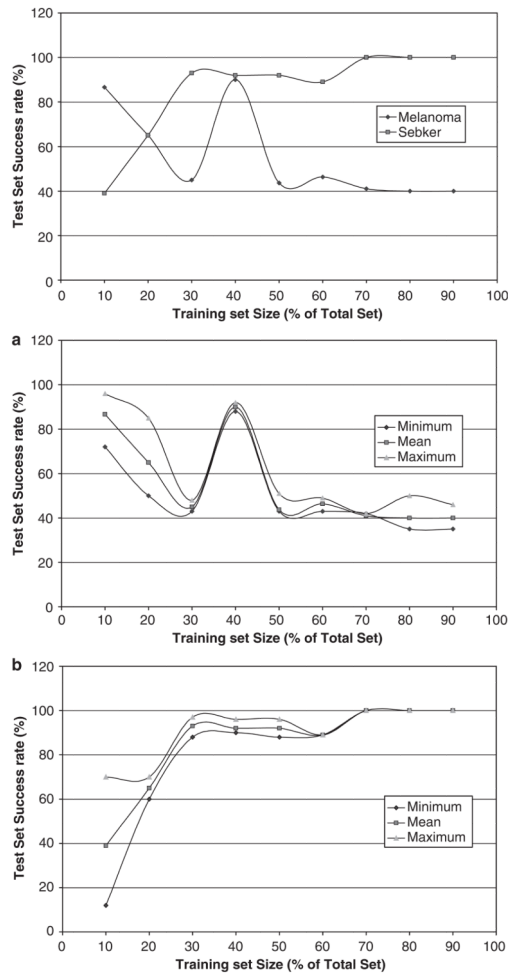 120
100
80
60
40
20
0
Test Set Success rate (%)
Melanoma
Sebker
0 10 20 30 40 50 60 70 80 90 100
Training set Size (% of Total Set)
a
120
100
80
60
40
20
0
Test Set Success rate (%)
Minimum
Mean
Maximum
0 10 20 30 40 50 60 70 80 90 100
Training set Size (% of Total Set)
b
120
100
80
60
40
20
0
Test Set Success rate (%)
Minimum
Mean
Maximum
0 10 20 30 40 50 60 70 80 90 100
Training set Size (% of Total Set)